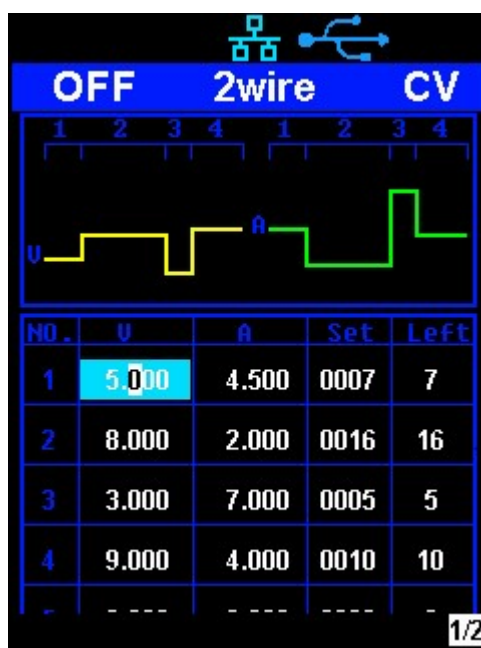 OFF 2wire CV
1 2 3 4 1 2 3 4
V A
NO. V A Set Left
1 5.000 4.500 0007 7
2 8.000 2.000 0016 16
3 3.000 7.000 0005 5
4 9.000 4.000 0010 10
1/2